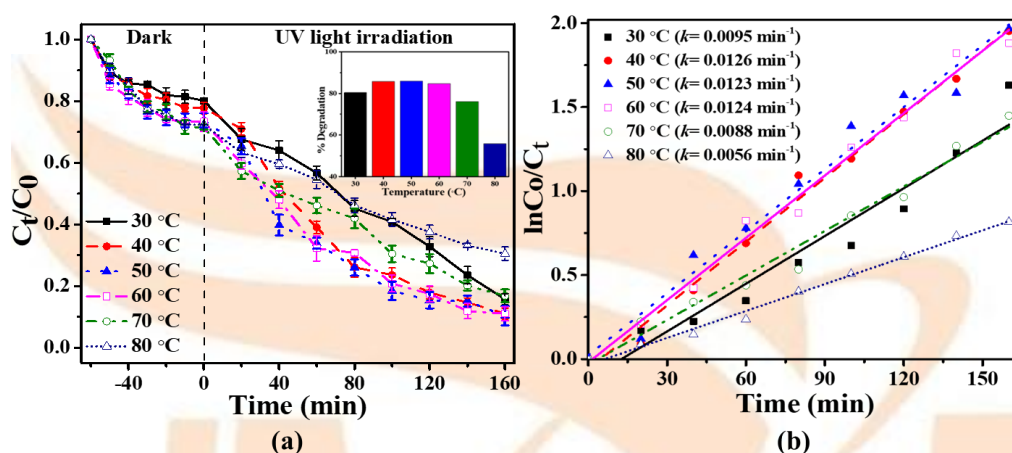 Dark
UV light irradiation
Ct/C0
1.0
0.8
0.6
0.4
0.2
0.0
30 °C
40 °C
50 °C
60 °C
70 °C
80 °C
-40
0
40
80
120
160
Time (min)
% Degradation
100
80
60
40
30
40
50
60
70
80
Temperature (◦C)
(a)
lnCo/Ct
2.0
1.5
1.0
0.5
0.0
30 °C (k= 0.0095 min-1)
40 °C (k= 0.0126 min-1)
50 °C (k= 0.0123 min-1)
60 °C (k= 0.0124 min-1)
70 °C (k= 0.0088 min-1)
80 °C (k= 0.0056 min-1)
0
30
60
90
120
150
Time (min)
(b)